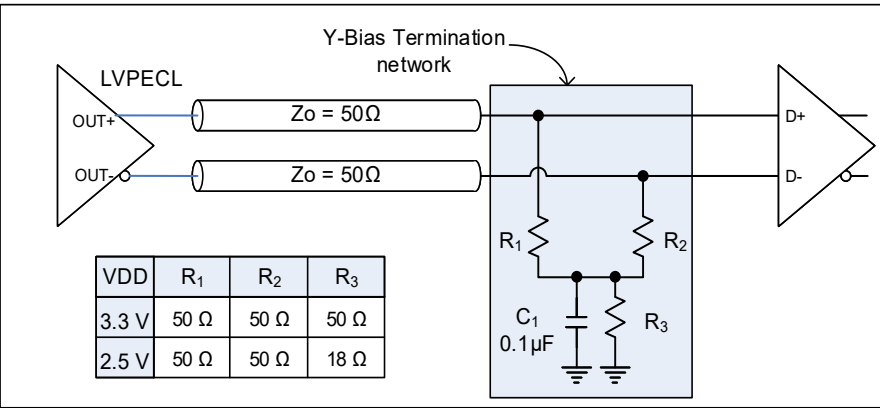 Y-Bias Termination
network
LVPECL
OUT+
Zo = 50Ω
D+
OUT-
Zo = 50Ω
D-
R1
R2
VDD R1 R2 R3
3.3 V 50 Ω 50 Ω 50 Ω
2.5 V 50 Ω 50 Ω 18 Ω
C1
0.1µF
R3